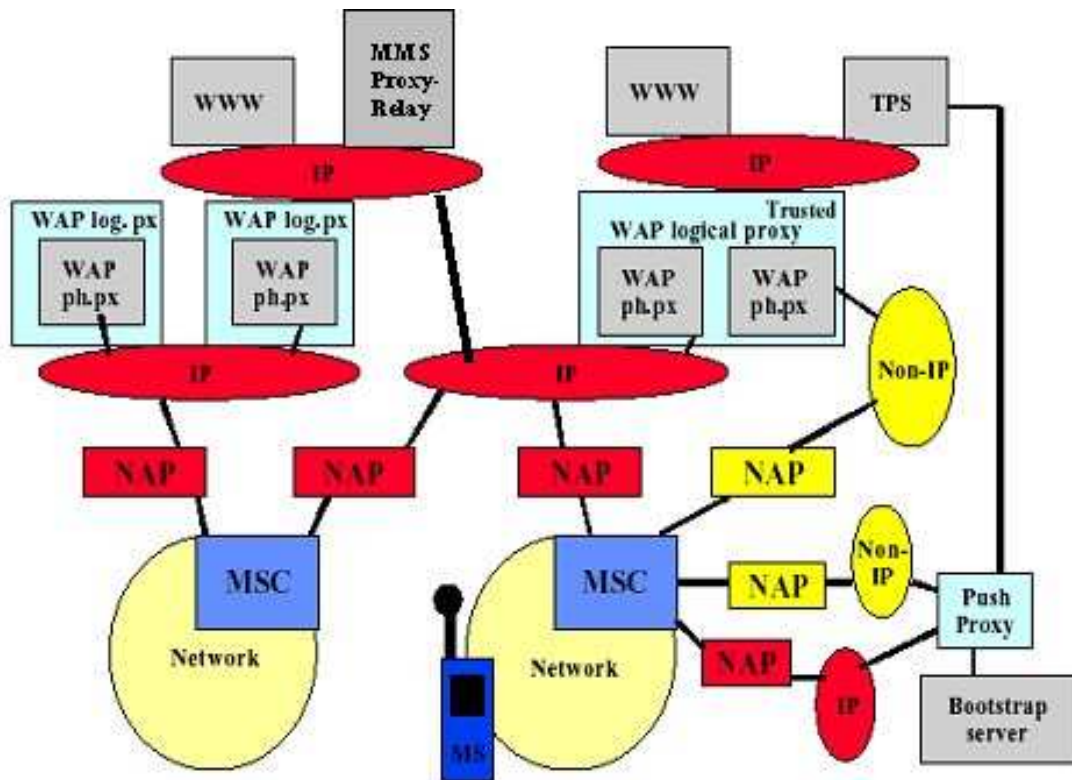 MMS
Proxy-
Relay
WWW
WWW
TPS
IP
IP
WAP log.px
WAP log.px
Trusted
WAP logical proxy
WAP
ph.px
WAP
ph.px
WAP
ph.px
WAP
ph.px
IP
IP
Non-IP
NAP
NAP
NAP
NAP
MSC
MSC
NAP
Non-
IP
Push
Proxy
Network
Network
NAP
IP
MS
Bootstrap
server